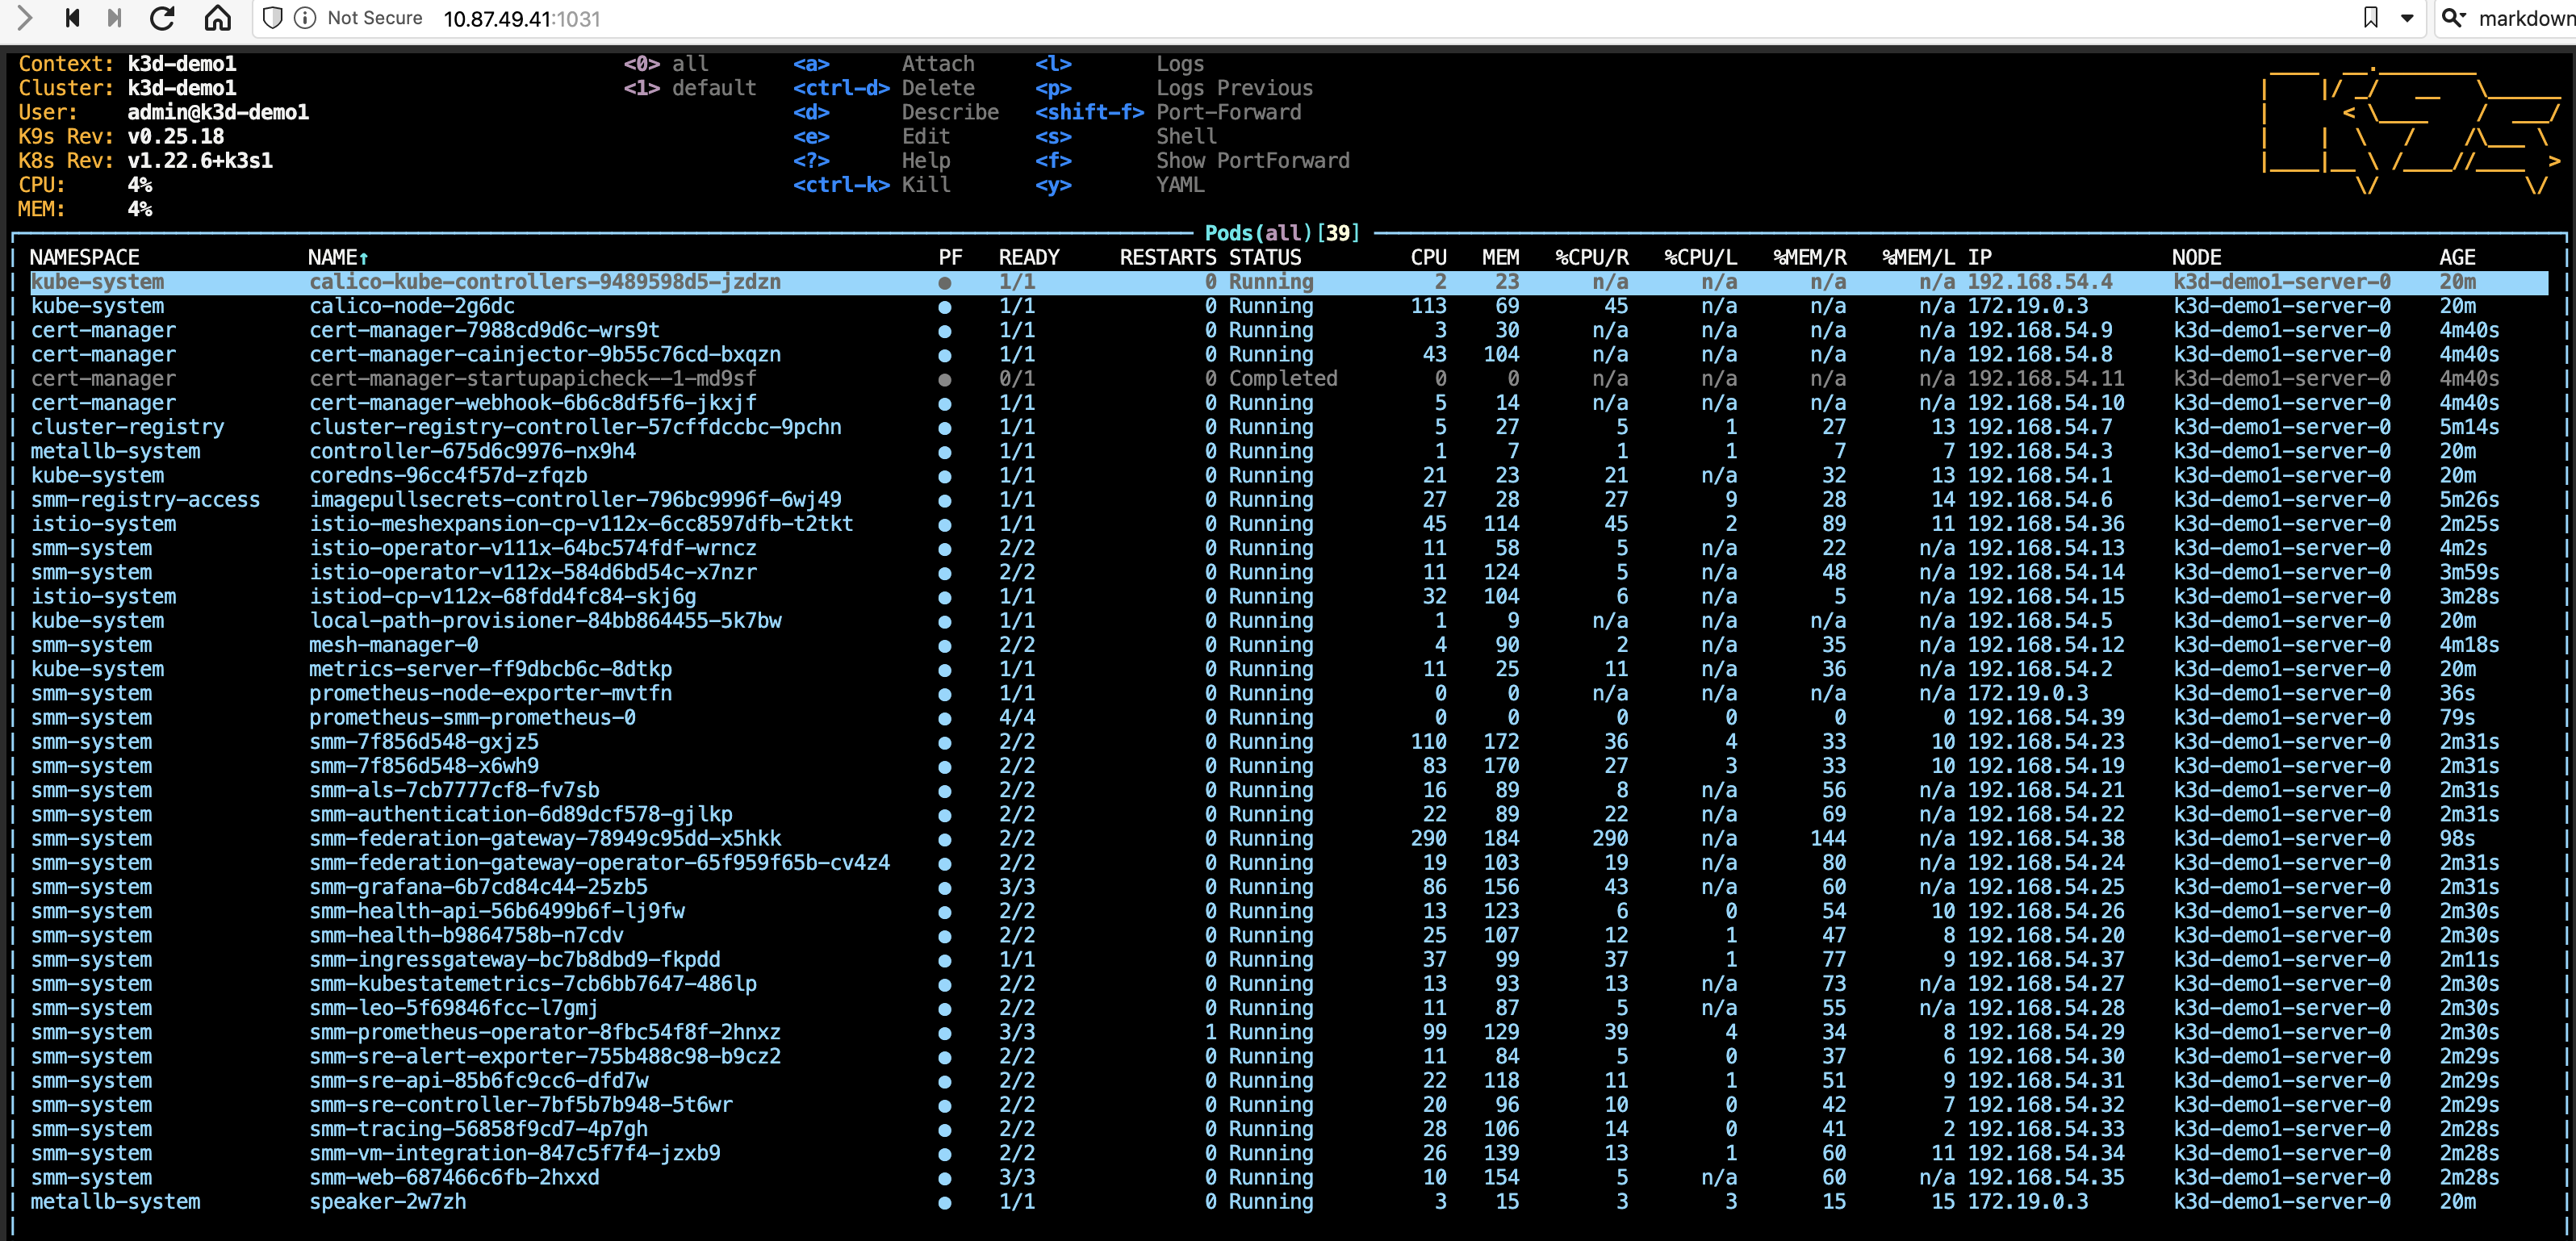 Not Secure 10.87.49.41:1031 markdown
Context: k3d-demo1 <0> all <a> Attach <l> Logs
Cluster: k3d-demo1 <1> default <ctrl-d> Delete <p> Logs Previous
User: admin@k3d-demo1 <d> Describe <shift-f> Port-Forward
K9s Rev: v0.25.18 <e> Edit <s> Shell
K8s Rev: v1.22.6+k3s1 <?> Help <f> Show PortForward
CPU: 4% <ctrl-k> Kill <y> YAML
MEM: 4%
Pods(all)[39]
NAMESPACE NAME↑ PF READY RESTARTS STATUS CPU MEM %CPU/R %CPU/L %MEM/R %MEM/L IP NODE AGE
kube-system calico-kube-controllers-9489598d5-jzdzn ● 1/1 0 Running 2 23 n/a n/a n/a n/a 192.168.54.4 k3d-demo1-server-0 20m
kube-system calico-node-2g6dc ● 1/1 0 Running 113 69 45 n/a n/a n/a 172.19.0.3 k3d-demo1-server-0 20m
cert-manager cert-manager-7988cd9d6c-wrs9t ● 1/1 0 Running 3 30 n/a n/a n/a n/a 192.168.54.9 k3d-demo1-server-0 4m40s
cert-manager cert-manager-cainjector-9b55c76cd-bxqzn ● 1/1 0 Running 43 104 n/a n/a n/a n/a 192.168.54.8 k3d-demo1-server-0 4m40s
cert-manager cert-manager-startupapicheck--1-md9sf ● 0/1 0 Completed 0 0 n/a n/a n/a n/a 192.168.54.11 k3d-demo1-server-0 4m40s
cert-manager cert-manager-webhook-6b6c8df5f6-jkxjf ● 1/1 0 Running 5 14 n/a n/a n/a n/a 192.168.54.10 k3d-demo1-server-0 4m40s
cluster-registry cluster-registry-controller-57cffdccbc-9pchn ● 1/1 0 Running 5 27 5 1 27 13 192.168.54.7 k3d-demo1-server-0 5m14s
metallb-system controller-675d6c9976-nx9h4 ● 1/1 0 Running 1 7 1 1 7 7 192.168.54.3 k3d-demo1-server-0 20m
kube-system coredns-96cc4f57d-zfqzb ● 1/1 0 Running 21 23 21 n/a 32 13 192.168.54.1 k3d-demo1-server-0 20m
smm-registry-access imagepullsecrets-controller-796bc9996f-6wj49 ● 1/1 0 Running 27 28 27 9 28 14 192.168.54.6 k3d-demo1-server-0 5m26s
istio-system istio-meshexpansion-cp-v112x-6cc8597dfb-t2tkt ● 1/1 0 Running 45 114 45 2 89 11 192.168.54.36 k3d-demo1-server-0 2m25s
smm-system istio-operator-v111x-64bc574fdf-wrncz ● 2/2 0 Running 11 58 5 n/a 22 n/a 192.168.54.13 k3d-demo1-server-0 4m2s
smm-system istio-operator-v112x-584d6bd54c-x7nzr ● 2/2 0 Running 11 124 5 n/a 48 n/a 192.168.54.14 k3d-demo1-server-0 3m59s
istio-system istiod-cp-v112x-68fdd4fc84-skj6g ● 1/1 0 Running 32 104 6 n/a 5 n/a 192.168.54.15 k3d-demo1-server-0 3m28s
kube-system local-path-provisioner-84bb864455-5k7bw ● 1/1 0 Running 1 9 n/a n/a n/a n/a 192.168.54.5 k3d-demo1-server-0 20m
smm-system mesh-manager-0 ● 2/2 0 Running 4 90 2 n/a 35 n/a 192.168.54.12 k3d-demo1-server-0 4m18s
kube-system metrics-server-ff9dbcb6c-8dtkp ● 1/1 0 Running 11 25 11 n/a 36 n/a 192.168.54.2 k3d-demo1-server-0 20m
smm-system prometheus-node-exporter-mvtfn ● 1/1 0 Running 0 0 n/a n/a n/a n/a 172.19.0.3 k3d-demo1-server-0 36s
smm-system prometheus-smm-prometheus-0 ● 4/4 0 Running 0 0 0 0 0 0 192.168.54.39 k3d-demo1-server-0 79s
smm-system smm-7f856d548-gxjz5 ● 2/2 0 Running 110 172 36 4 33 10 192.168.54.23 k3d-demo1-server-0 2m31s
smm-system smm-7f856d548-x6wh9 ● 2/2 0 Running 83 170 27 3 33 10 192.168.54.19 k3d-demo1-server-0 2m31s
smm-system smm-als-7cb7777cf8-fv7sb ● 2/2 0 Running 16 89 8 n/a 56 n/a 192.168.54.21 k3d-demo1-server-0 2m31s
smm-system smm-authentication-6d89dcf578-gjlkp ● 2/2 0 Running 22 89 22 n/a 69 n/a 192.168.54.22 k3d-demo1-server-0 2m31s
smm-system smm-federation-gateway-78949c95dd-x5hkk ● 2/2 0 Running 290 184 290 n/a 144 n/a 192.168.54.38 k3d-demo1-server-0 98s
smm-system smm-federation-gateway-operator-65f959f65b-cv4z4 ● 2/2 0 Running 19 103 19 n/a 80 n/a 192.168.54.24 k3d-demo1-server-0 2m31s
smm-system smm-grafana-6b7cd84c44-25zb5 ● 3/3 0 Running 86 156 43 n/a 60 n/a 192.168.54.25 k3d-demo1-server-0 2m31s
smm-system smm-health-api-56b6499b6f-lj9fw ● 2/2 0 Running 13 123 6 0 54 10 192.168.54.26 k3d-demo1-server-0 2m30s
smm-system smm-health-b9864758b-n7cdv ● 2/2 0 Running 25 107 12 1 47 8 192.168.54.20 k3d-demo1-server-0 2m30s
smm-system smm-ingressgateway-bc7b8dbd9-fkpdd ● 1/1 0 Running 37 99 37 1 77 9 192.168.54.37 k3d-demo1-server-0 2m11s
smm-system smm-kubestatemetrics-7cb6bb7647-486lp ● 2/2 0 Running 13 93 13 n/a 73 n/a 192.168.54.27 k3d-demo1-server-0 2m30s
smm-system smm-leo-5f69846fcc-l7gmj ● 2/2 0 Running 11 87 5 n/a 55 n/a 192.168.54.28 k3d-demo1-server-0 2m30s
smm-system smm-prometheus-operator-8fbc54f8f-2hnxz ● 3/3 1 Running 99 129 39 4 34 8 192.168.54.29 k3d-demo1-server-0 2m30s
smm-system smm-sre-alert-exporter-755b488c98-b9cz2 ● 2/2 0 Running 11 84 5 0 37 6 192.168.54.30 k3d-demo1-server-0 2m29s
smm-system smm-sre-api-85b6fc9cc6-dfd7w ● 2/2 0 Running 22 118 11 1 51 9 192.168.54.31 k3d-demo1-server-0 2m29s
smm-system smm-sre-controller-7bf5b7b948-5t6wr ● 2/2 0 Running 20 96 10 0 42 7 192.168.54.32 k3d-demo1-server-0 2m29s
smm-system smm-tracing-56858f9cd7-4p7gh ● 2/2 0 Running 28 106 14 0 41 2 192.168.54.33 k3d-demo1-server-0 2m28s
smm-system smm-vm-integration-847c5f7f4-jzxb9 ● 2/2 0 Running 26 139 13 1 60 11 192.168.54.34 k3d-demo1-server-0 2m28s
smm-system smm-web-687466c6fb-2hxxd ● 3/3 0 Running 10 154 5 n/a 60 n/a 192.168.54.35 k3d-demo1-server-0 2m28s
metallb-system speaker-2w7zh ● 1/1 0 Running 3 15 3 3 15 15 172.19.0.3 k3d-demo1-server-0 20m